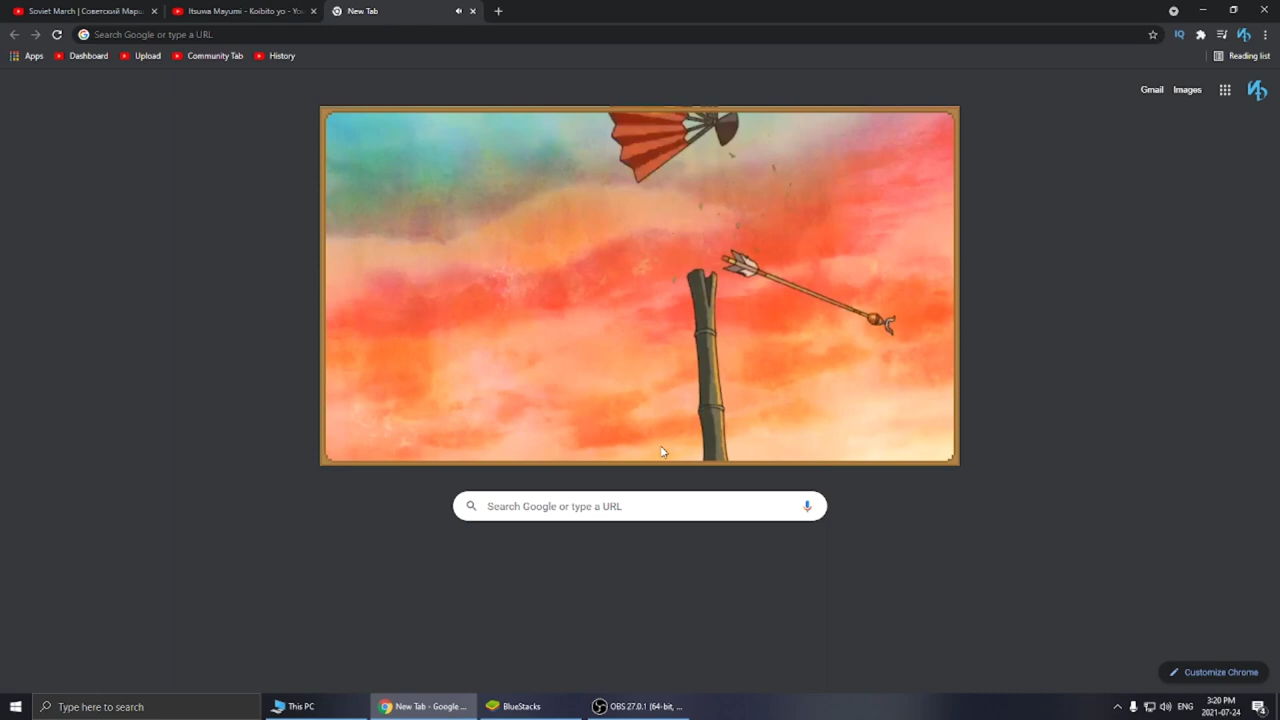 Soviet March | Советский Марш
Itsuwa Mayumi - Koibito yo - You
New Tab
Search Google or type a URL
Apps
Dashboard
Upload
Community Tab
History
Reading list
Gmail
Images
Search Google or type a URL
Customize Chrome
Type here to search
This PC
New Tab - Google ...
BlueStacks
OBS 27.0.1 (64-bit, ...
ENG
3:20 PM
2021-07-24